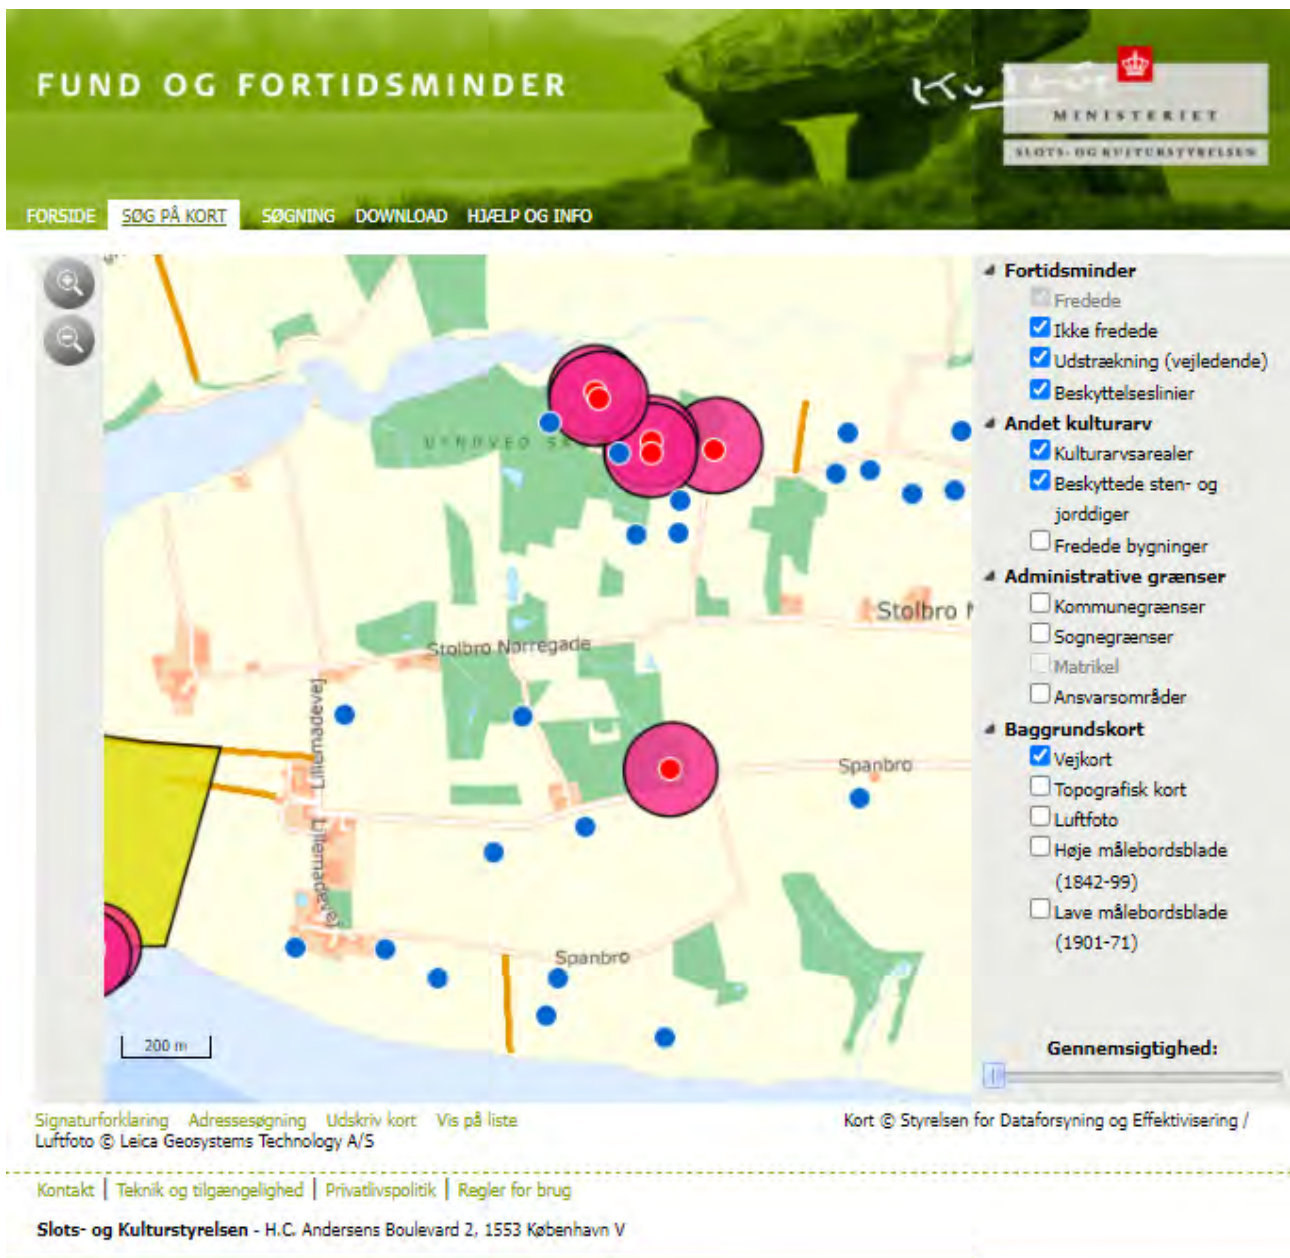 FUND OG FORTIDSMINDER
MINISTERIET
SLOTS- OG KULTURSTYRELSEN
FORSIDE SØG PÅ KORT SØGNING DOWNLOAD HJÆLP OG INFO
Fortidsminder
Fredede
Ikke fredede
Udstrækning (vejledende)
Beskyttelseslinier
Andet kulturarv
Kulturarvsarealer
Beskyttede sten- og
jorddiger
Fredede bygninger
Administrative grænser
Kommunegrænser
Sognegrænser
Matrikel
Ansvarsområder
Baggrundskort
Vejkort
Topografisk kort
Luftfoto
Høje målebordsblade
(1842-99)
Lave målebordsblade
(1901-71)
Gennemsigtighed:
Stolbro N
Stolbro Nørregade
Lillemadevej
Lillemadevej
Spanbro
Spanbro
200 m
Signaturforklaring Adressesøgning Udskriv kort Vis på liste
Kort © Styrelsen for Dataforsyning og Effektivisering /
Luftfoto © Leica Geosystems Technology A/S
Kontakt | Teknik og tilgængelighed | Privatlivspolitik | Regler for brug
Slots- og Kulturstyrelsen - H.C. Andersens Boulevard 2, 1553 København V